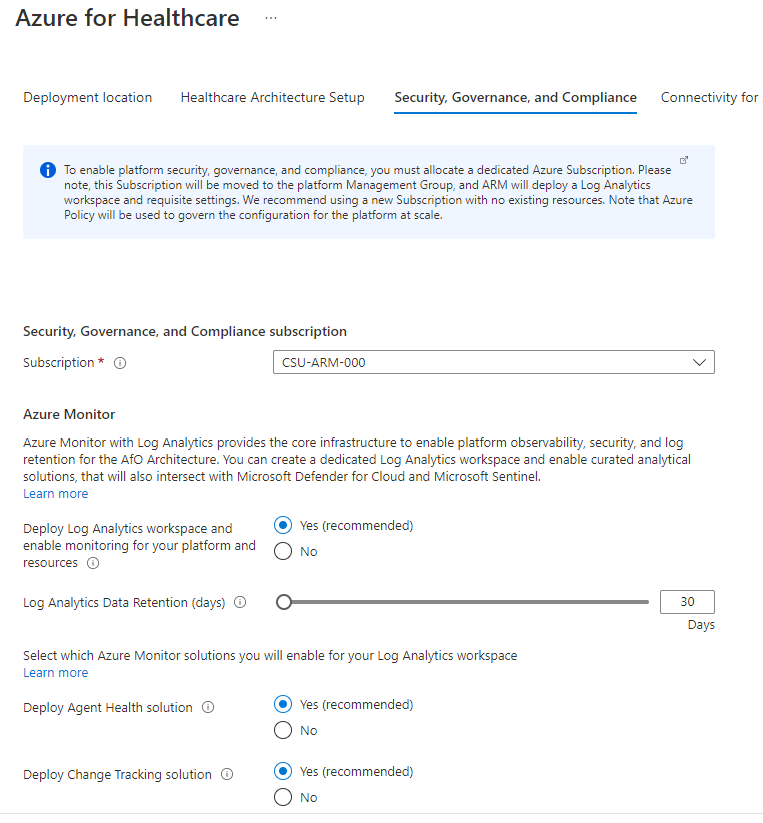 Azure for Healthcare ...
Deployment location Healthcare Architecture Setup Security, Governance, and Compliance Connectivity for
To enable platform security, governance, and compliance, you must allocate a dedicated Azure Subscription. Please
note, this Subscription will be moved to the platform Management Group, and ARM will deploy a Log Analytics
workspace and requisite settings. We recommend using a new Subscription with no existing resources. Note that Azure
Policy will be used to govern the configuration for the platform at scale.
Security, Governance, and Compliance subscription
Subscription * CSU-ARM-000
Azure Monitor
Azure Monitor with Log Analytics provides the core infrastructure to enable platform observability, security, and log
retention for the AfO Architecture. You can create a dedicated Log Analytics workspace and enable curated analytical
solutions, that will also intersect with Microsoft Defender for Cloud and Microsoft Sentinel.
Learn more
Deploy Log Analytics workspace and
enable monitoring for your platform and
resources
Yes (recommended)
No
Log Analytics Data Retention (days) 30
Days
Select which Azure Monitor solutions you will enable for your Log Analytics workspace
Learn more
Deploy Agent Health solution Yes (recommended)
No
Deploy Change Tracking solution Yes (recommended)
No